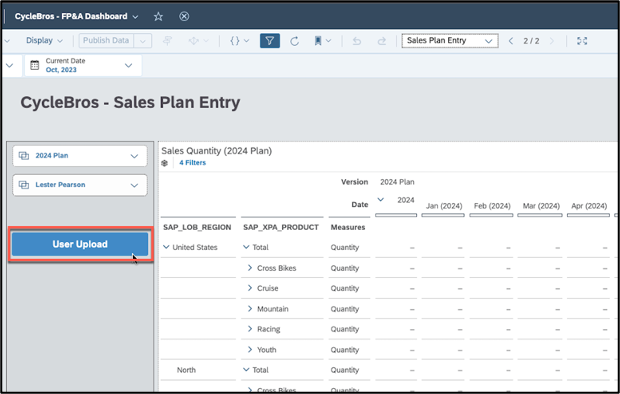 CycleBros - FP&A Dashboard
Display
Publish Data
Sales Plan Entry
2 / 2
Current Date
Oct, 2023
CycleBros - Sales Plan Entry
2024 Plan
Lester Pearson
User Upload
Sales Quantity (2024 Plan)
4 Filters
Version 2024 Plan
Date 2024 Jan (2024) Feb (2024) Mar (2024) Apr (2024)
SAP_LOB_REGION SAP_XPA_PRODUCT Measures
United States Total Quantity – – – – –
Cross Bikes Quantity – – – – –
Cruise Quantity – – – – –
Mountain Quantity – – – – –
Racing Quantity – – – – –
Youth Quantity – – – – –
North Total Quantity – – – – –
Cross Bikes Quantity – – – – –